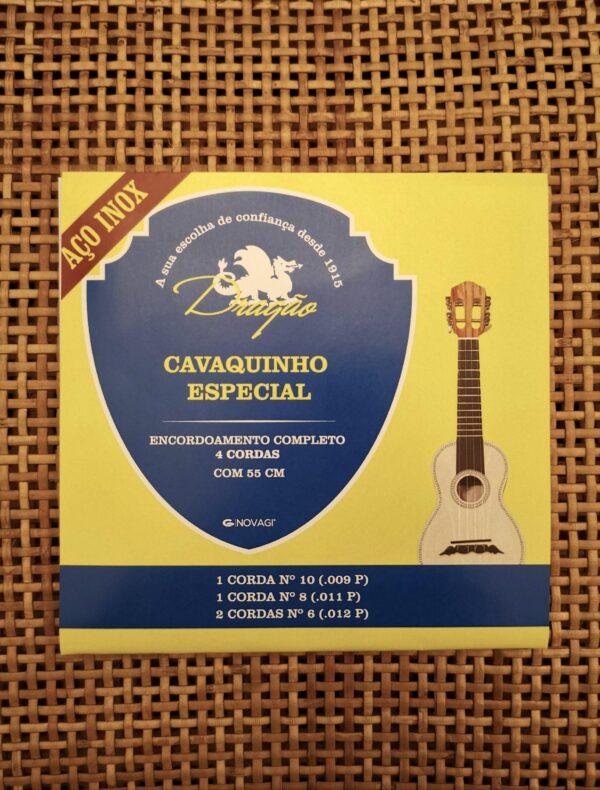 AÇO INOX
A sua escolha de confiança desde 1915
Dragão
CAVAQUINHO
ESPECIAL
ENCORDOAMENTO COMPLETO
4 CORDAS
COM 55 CM
G NOVAGI®
1 CORDA Nº 10 (.009 P)
1 CORDA Nº 8 (.011 P)
2 CORDAS Nº 6 (.012 P)